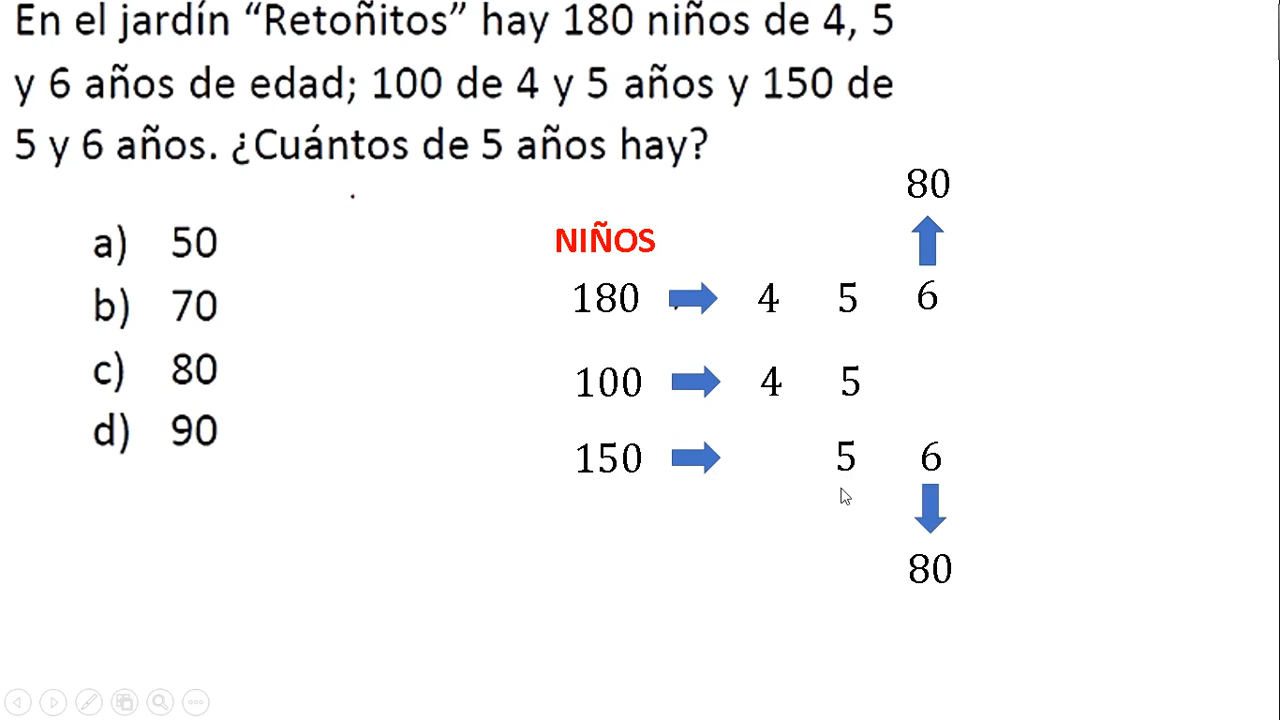 En el jardín “Retoñitos” hay 180 niños de 4, 5
y 6 años de edad; 100 de 4 y 5 años y 150 de
5 y 6 años. ¿Cuántos de 5 años hay?
a) 50
b) 70
c) 80
d) 90
80
NIÑOS
180 4 5 6
100 4 5
150 5 6
80